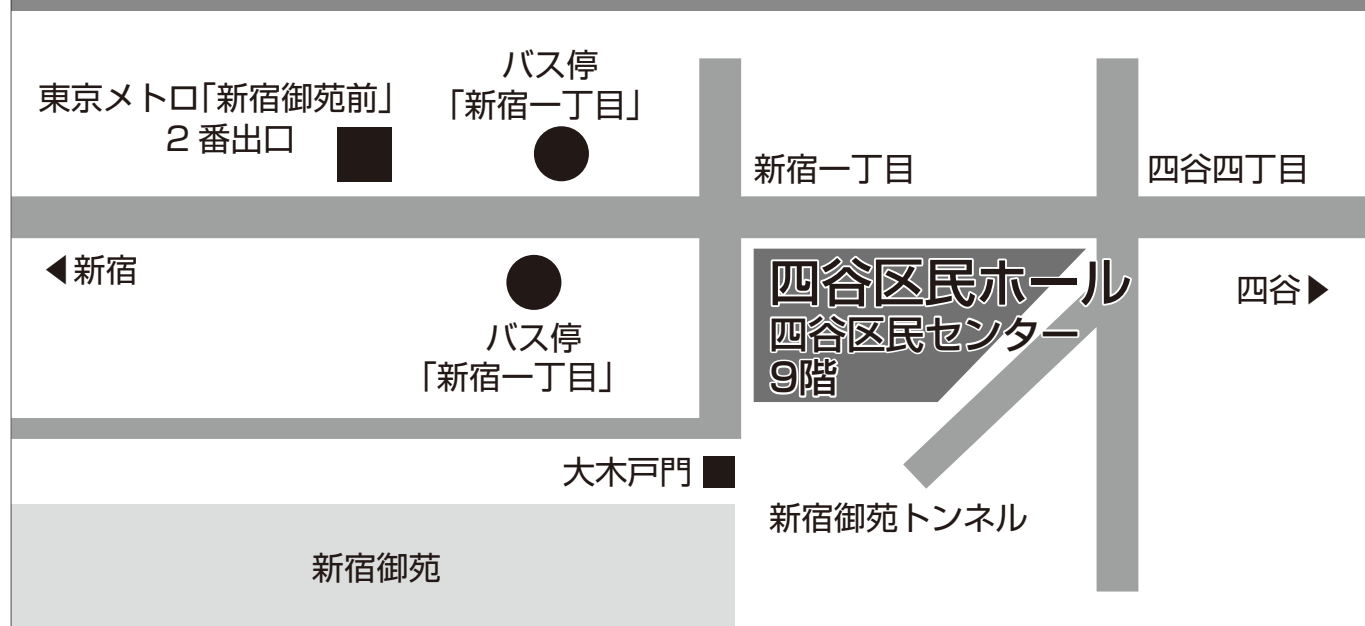 東京メトロ「新宿御苑前」
2番出口
バス停
「新宿一丁目」
新宿一丁目
四谷四丁目
◀新宿
バス停
「新宿一丁目」
四谷区民ホール
四谷区民センター
9階
四谷▶
大木戸門
新宿御苑トンネル
新宿御苑